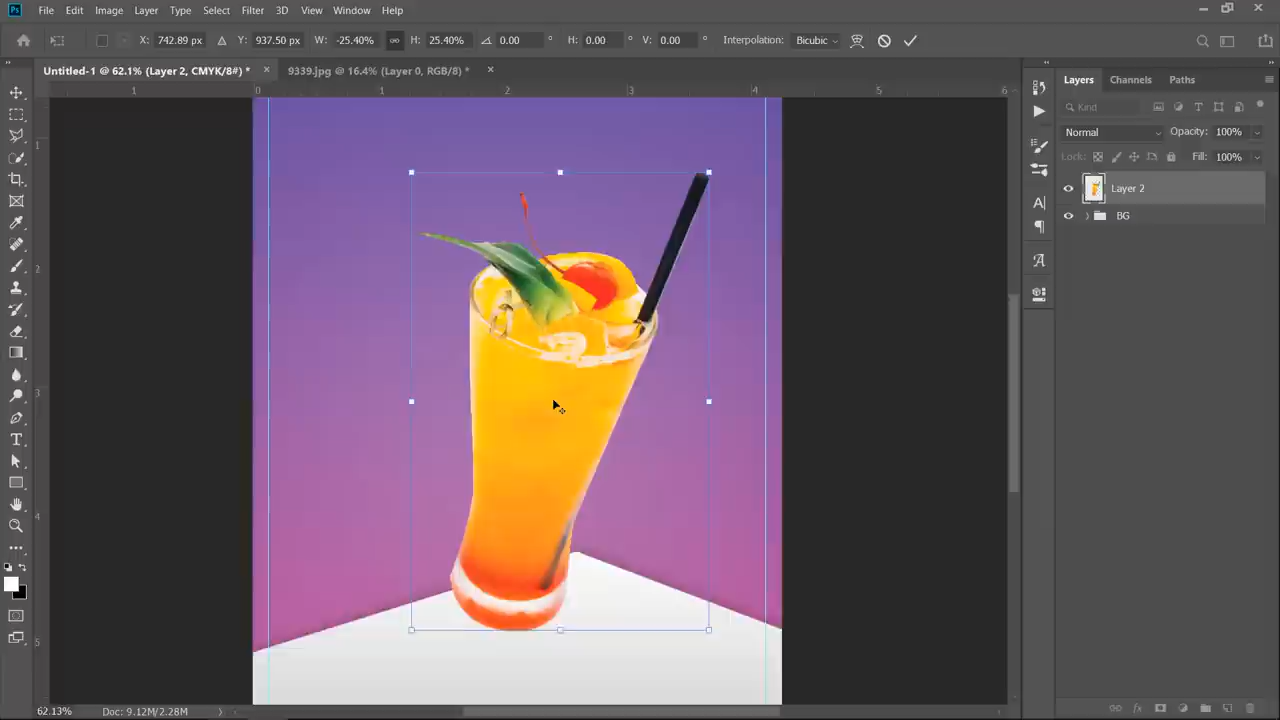 Ps File Edit Image Layer Type Select Filter 3D View Window Help
X: 742.89 px Y: 937.50 px W: -25.40% H: 25.40% 0.00 ° H: 0.00 ° V: 0.00 ° Interpolation: Bicubic
Untitled-1 @ 62.1% (Layer 2, CMYK/8#) * × 9339.jpg @ 16.4% (Layer 0, RGB/8) * ×
1 0 1 2 3 4 5 6
1
2
3
4
5
Layers Channels Paths
Kind
Normal Opacity: 100%
Lock: Fill: 100%
Layer 2
BG
62.13% Doc: 9.12M/2.28M